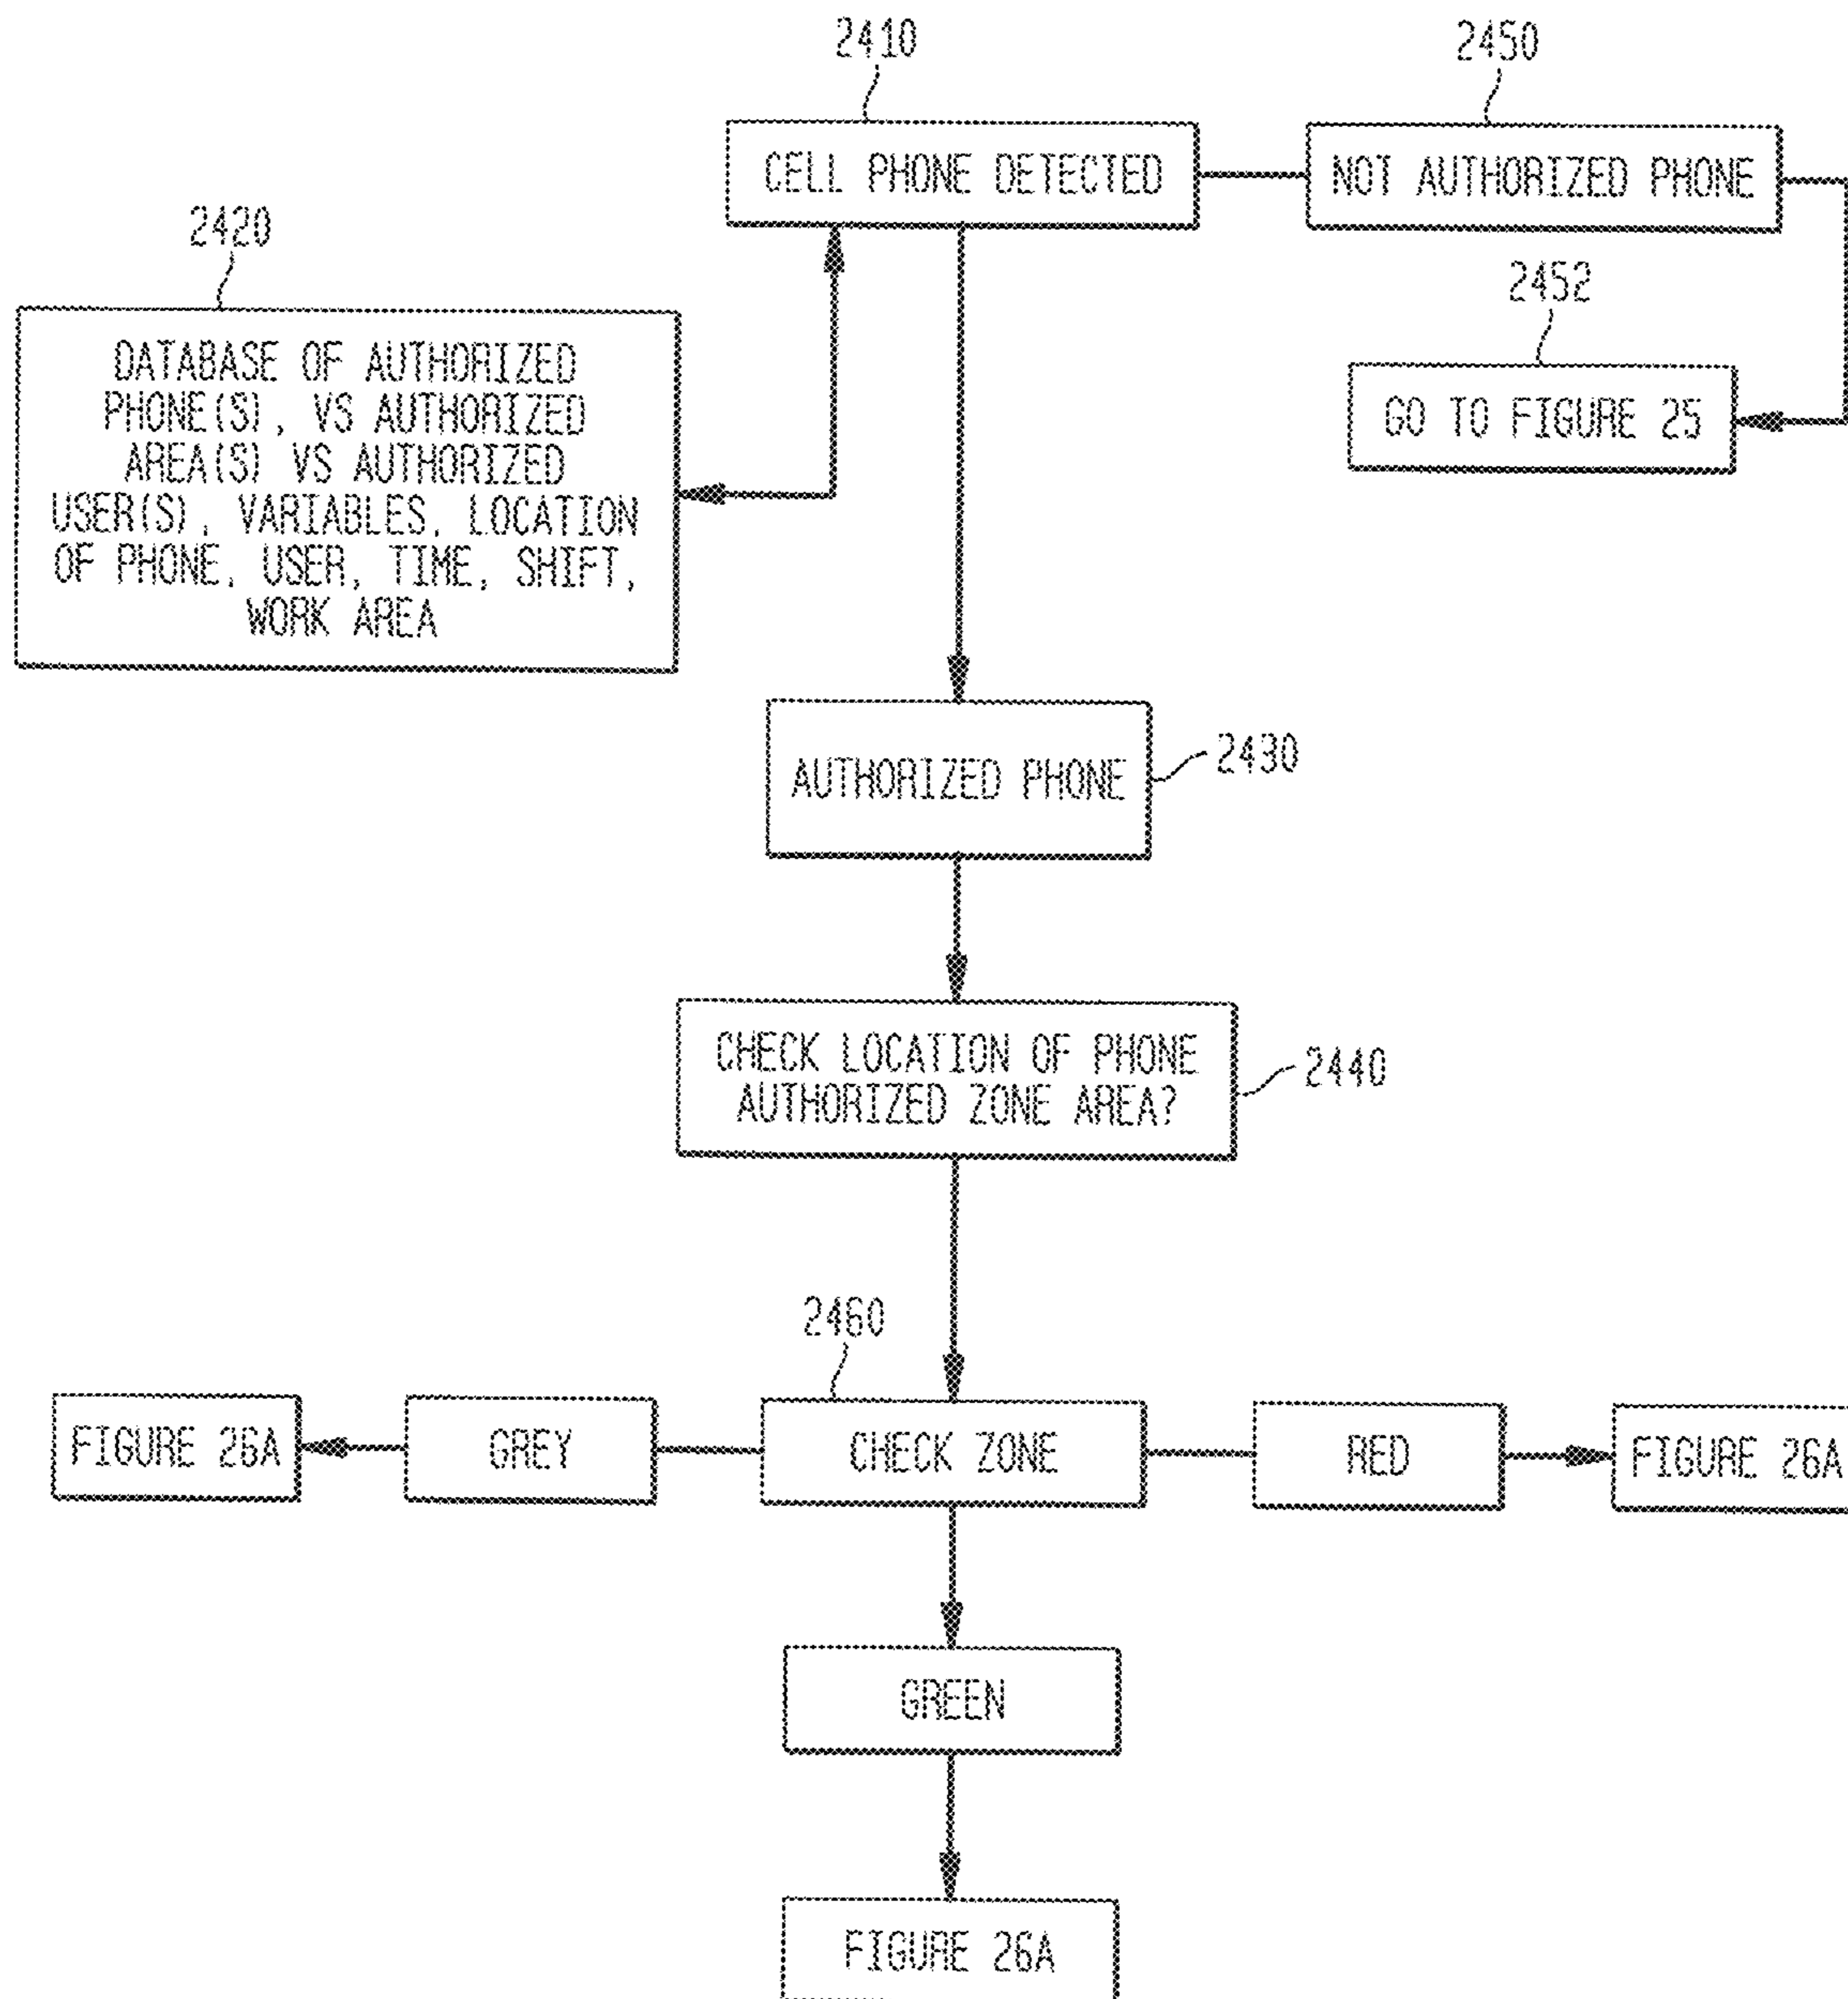 2410
2450
CELL PHONE DETECTED
NOT AUTHORIZED PHONE
2420
2452
DATABASE OF AUTHORIZED
PHONE(S), VS AUTHORIZED
AREA(S) VS AUTHORIZED
USER(S), VARIABLES, LOCATION
OF PHONE, USER, TIME, SHIFT,
WORK AREA
GO TO FIGURE 25
AUTHORIZED PHONE
2430
CHECK LOCATION OF PHONE
AUTHORIZED ZONE AREA?
2440
2460
FIGURE 26A
GREY
CHECK ZONE
RED
FIGURE 26A
GREEN
FIGURE 26A